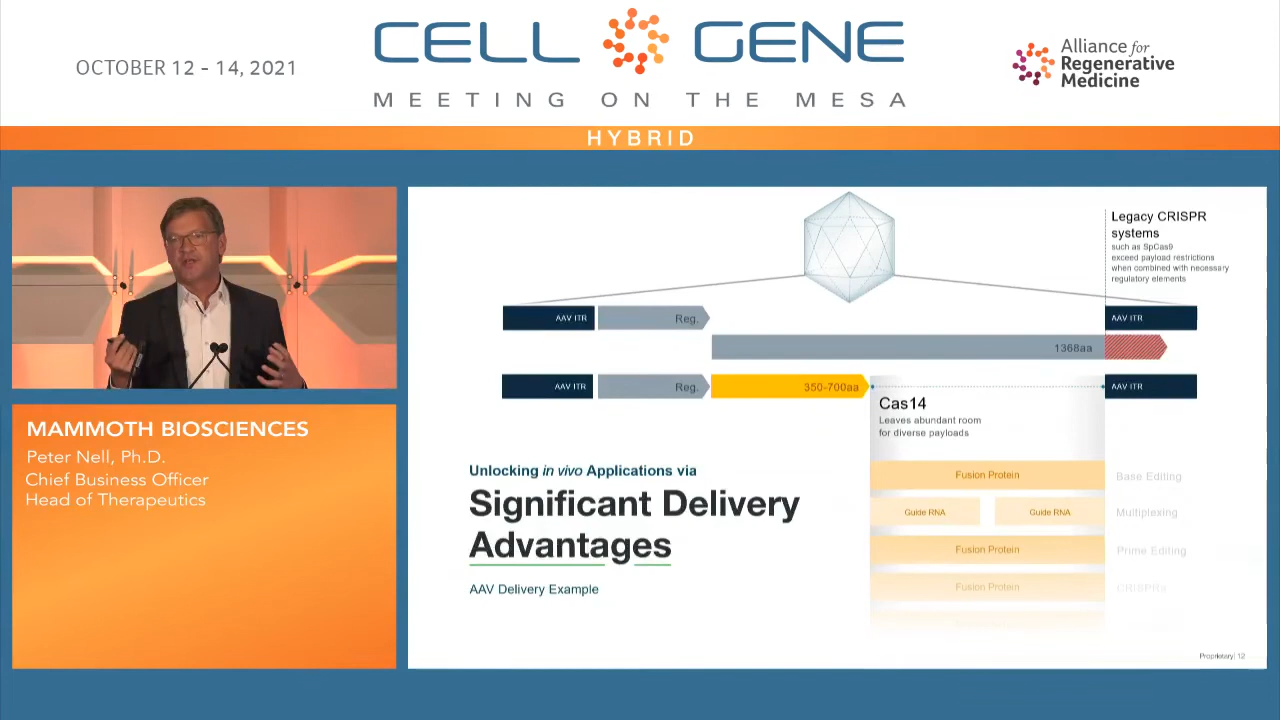 OCTOBER 12 - 14, 2021
CELL GENE
MEETING ON THE MESA
Alliance for
Regenerative
Medicine
HYBRID
MAMMOTH BIOSCIENCES
Peter Nell, Ph.D.
Chief Business Officer
Head of Therapeutics
Legacy CRISPR
systems
such as SpCas9
exceed payload restrictions
when combined with necessary
regulatory elements
AAV ITR
Reg.
AAV ITR
1368aa
AAV ITR
Reg.
350-700aa
AAV ITR
Cas14
Leaves abundant room
for diverse payloads
Unlocking in vivo Applications via
Significant Delivery
Advantages
AAV Delivery Example
Fusion Protein
Base Editing
Guide RNA
Guide RNA
Multiplexing
Fusion Protein
Prime Editing
Fusion Protein
Proprietary| 12